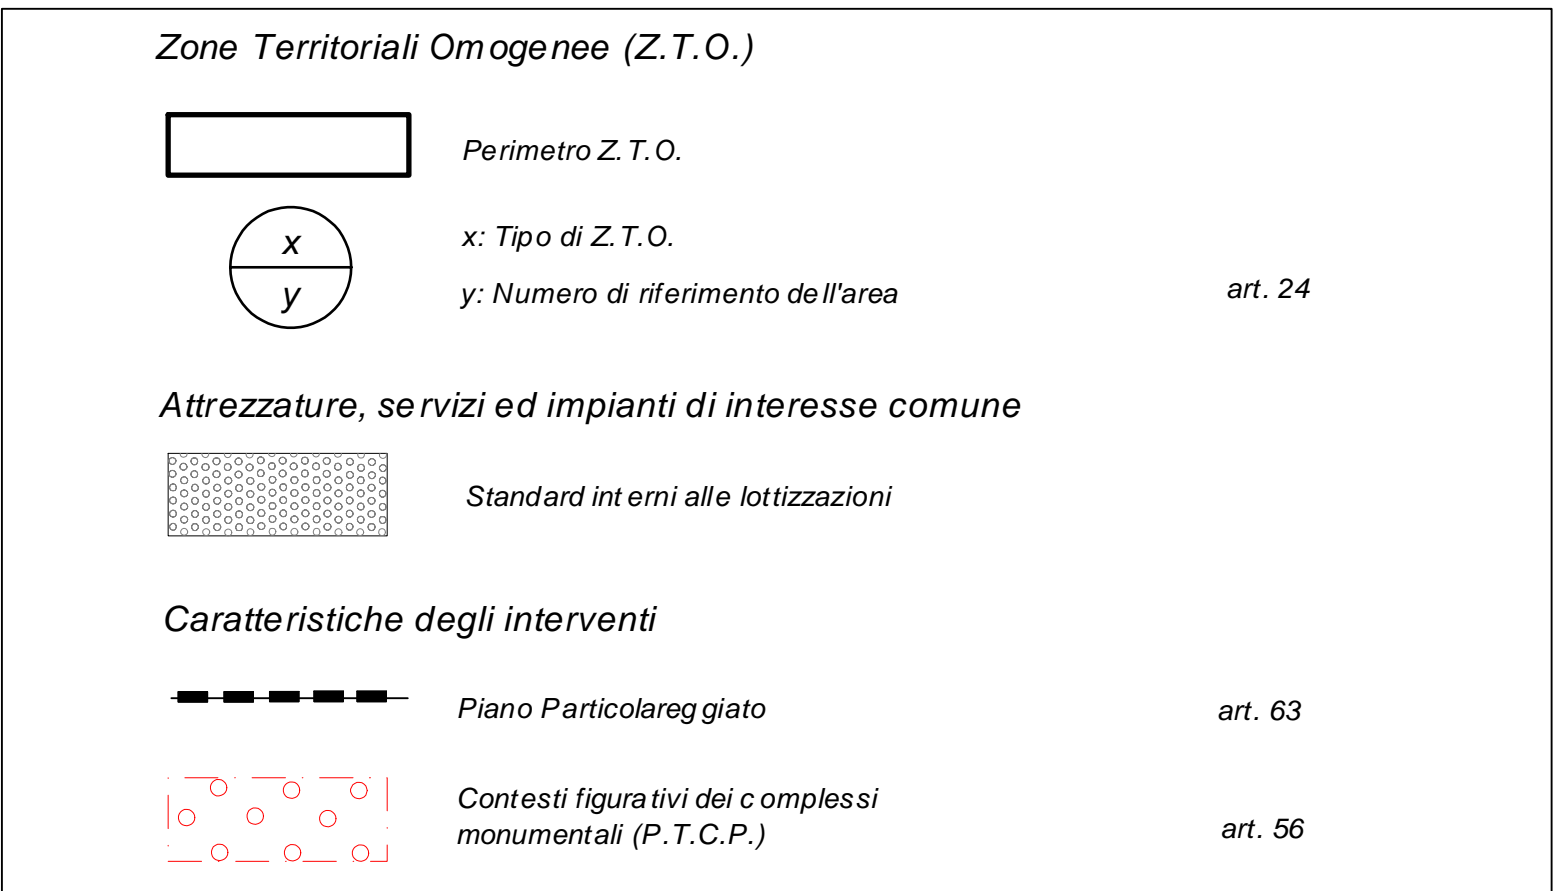 Zone Territoriali Omogenee (Z.T.O.)
Perimetro Z.T.O.
x
y
x: Tipo di Z.T.O.
y: Numero di riferimento dell'area
art. 24
Attrezzature, servizi ed impianti di interesse comune
Standard interni alle lottizzazioni
Caratteristiche degli interventi
Piano Particolareggiato
art. 63
Contesti figurativi dei complessi
monumentali (P.T.C.P.)
art. 56